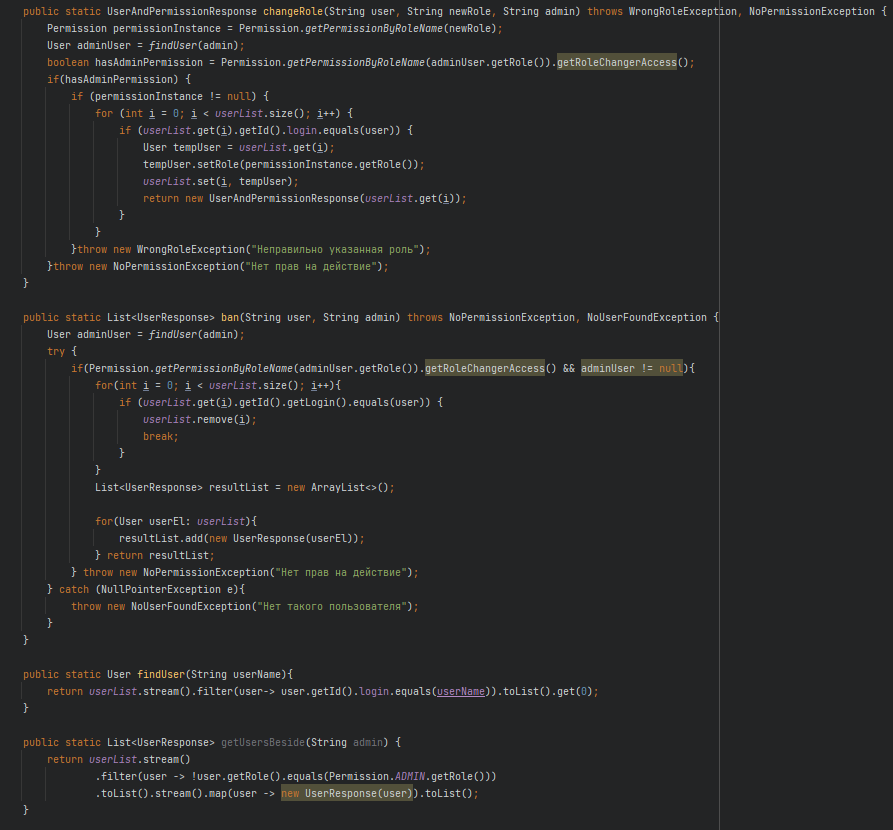 public static UserAndPermissionResponse changeRole(String user, String newRole, String admin) throws WrongRoleException, NoPermissionException {
    Permission permissionInstance = Permission.getPermissionByRoleName(newRole);
    User adminUser = findUser(admin);
    boolean hasAdminPermission = Permission.getPermissionByRoleName(adminUser.getRole()).getRoleChangerAccess();
    if(hasAdminPermission) {
        if (permissionInstance != null) {
            for (int i = 0; i < userList.size(); i++) {
                if (userList.get(i).getId().login.equals(user)) {
                    User tempUser = userList.get(i);
                    tempUser.setRole(permissionInstance.getRole());
                    userList.set(i, tempUser);
                    return new UserAndPermissionResponse(userList.get(i));
                }
            }
        }throw new WrongRoleException("Неправильно указанная роль");
    }throw new NoPermissionException("Нет прав на действие");
}
public static List<UserResponse> ban(String user, String admin) throws NoPermissionException, NoUserFoundException {
    User adminUser = findUser(admin);
    try {
        if(Permission.getPermissionByRoleName(adminUser.getRole()).getRoleChangerAccess() && adminUser != null){
            for(int i = 0; i < userList.size(); i++){
                if (userList.get(i).getId().getLogin().equals(user)) {
                    userList.remove(i);
                    break;
                }
            }
            List<UserResponse> resultList = new ArrayList<>();
            for(User userEl: userList){
                resultList.add(new UserResponse(userEl));
            } return resultList;
        } throw new NoPermissionException("Нет прав на действие");
    } catch (NullPointerException e){
        throw new NoUserFoundException("Нет такого пользователя");
    }
}
public static User findUser(String userName){
    return userList.stream().filter(user-> user.getId().login.equals(userName)).toList().get(0);
}
public static List<UserResponse> getUsersBeside(String admin) {
    return userList.stream()
            .filter(user -> !user.getRole().equals(Permission.ADMIN.getRole()))
            .toList().stream().map(user -> new UserResponse(user)).toList();
}